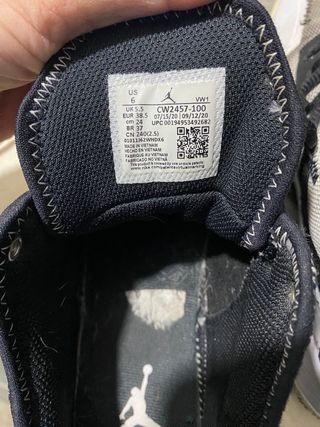 US
6
VW1
UK 5.5
EUR 38.5
cm 24
BR 37
CN 240(2.5)
CW2457-100
07/15/20 09/12/20
UPC 00194953492682
MADE IN VIETNAM
HECHO EN VIETNAM
FABRIQUE AU VIETNAM
FABRICADO NO VIETNAM